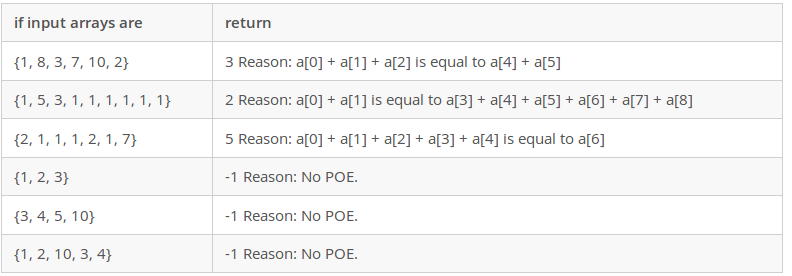 if input arrays are return
{1, 8, 3, 7, 10, 2} 3 Reason: a[0] + a[1] + a[2] is equal to a[4] + a[5]
{1, 5, 3, 1, 1, 1, 1, 1, 1} 2 Reason: a[0] + a[1] is equal to a[3] + a[4] + a[5] + a[6] + a[7] + a[8]
{2, 1, 1, 1, 2, 1, 7} 5 Reason: a[0] + a[1] + a[2] + a[3] + a[4] is equal to a[6]
{1, 2, 3} -1 Reason: No POE.
{3, 4, 5, 10} -1 Reason: No POE.
{1, 2, 10, 3, 4} -1 Reason: No POE.